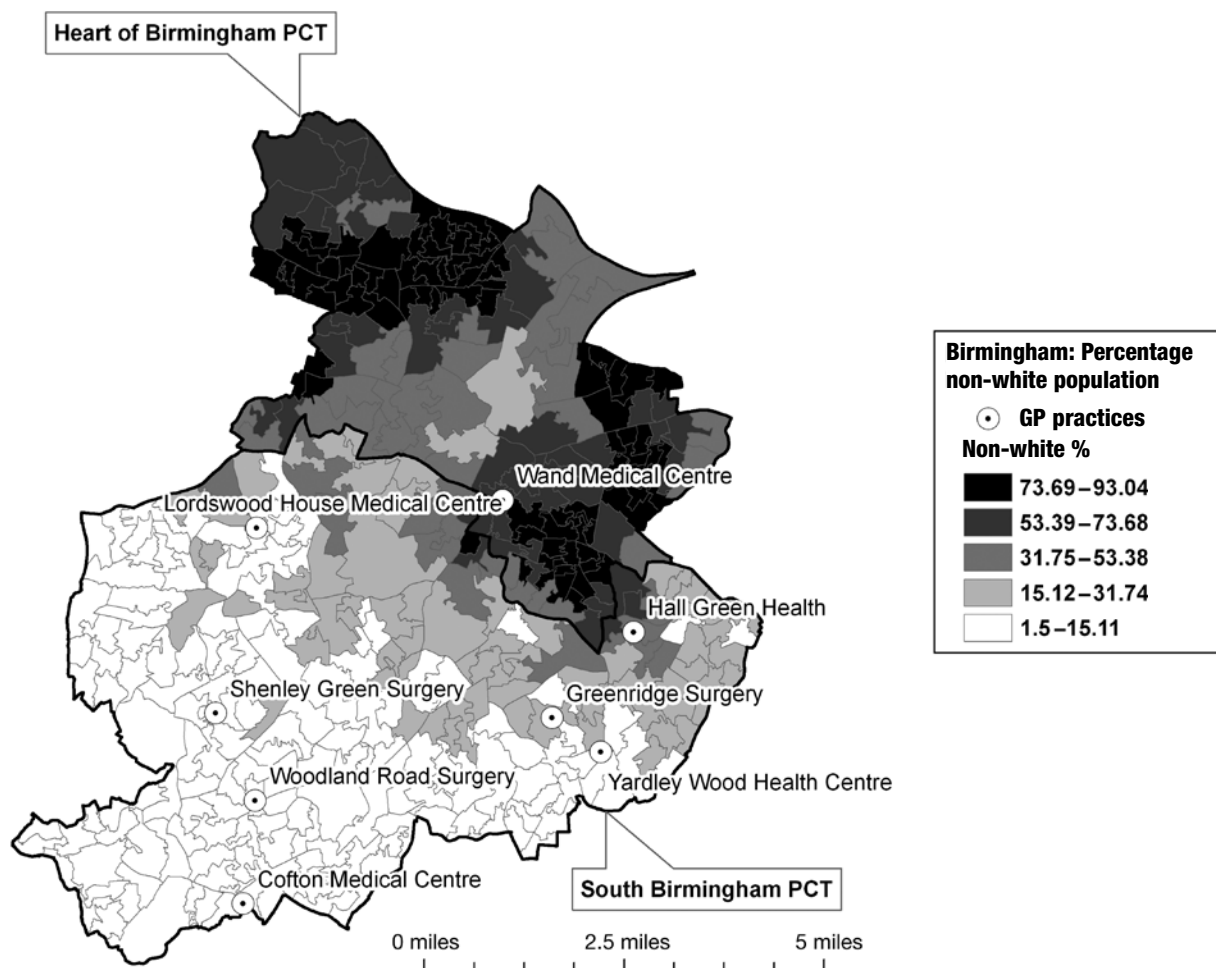 Heart of Birmingham PCT
Birmingham: Percentage
non-white population
GP practices
Non-white %
73.69–93.04
53.39–73.68
31.75–53.38
15.12–31.74
1.5–15.11
Wand Medical Centre
Lordswood House Medical Centre
Hall Green Health
Shenley Green Surgery
Greenridge Surgery
Woodland Road Surgery
Yardley Wood Health Centre
Cofton Medical Centre
South Birmingham PCT
0 miles
2.5 miles
5 miles